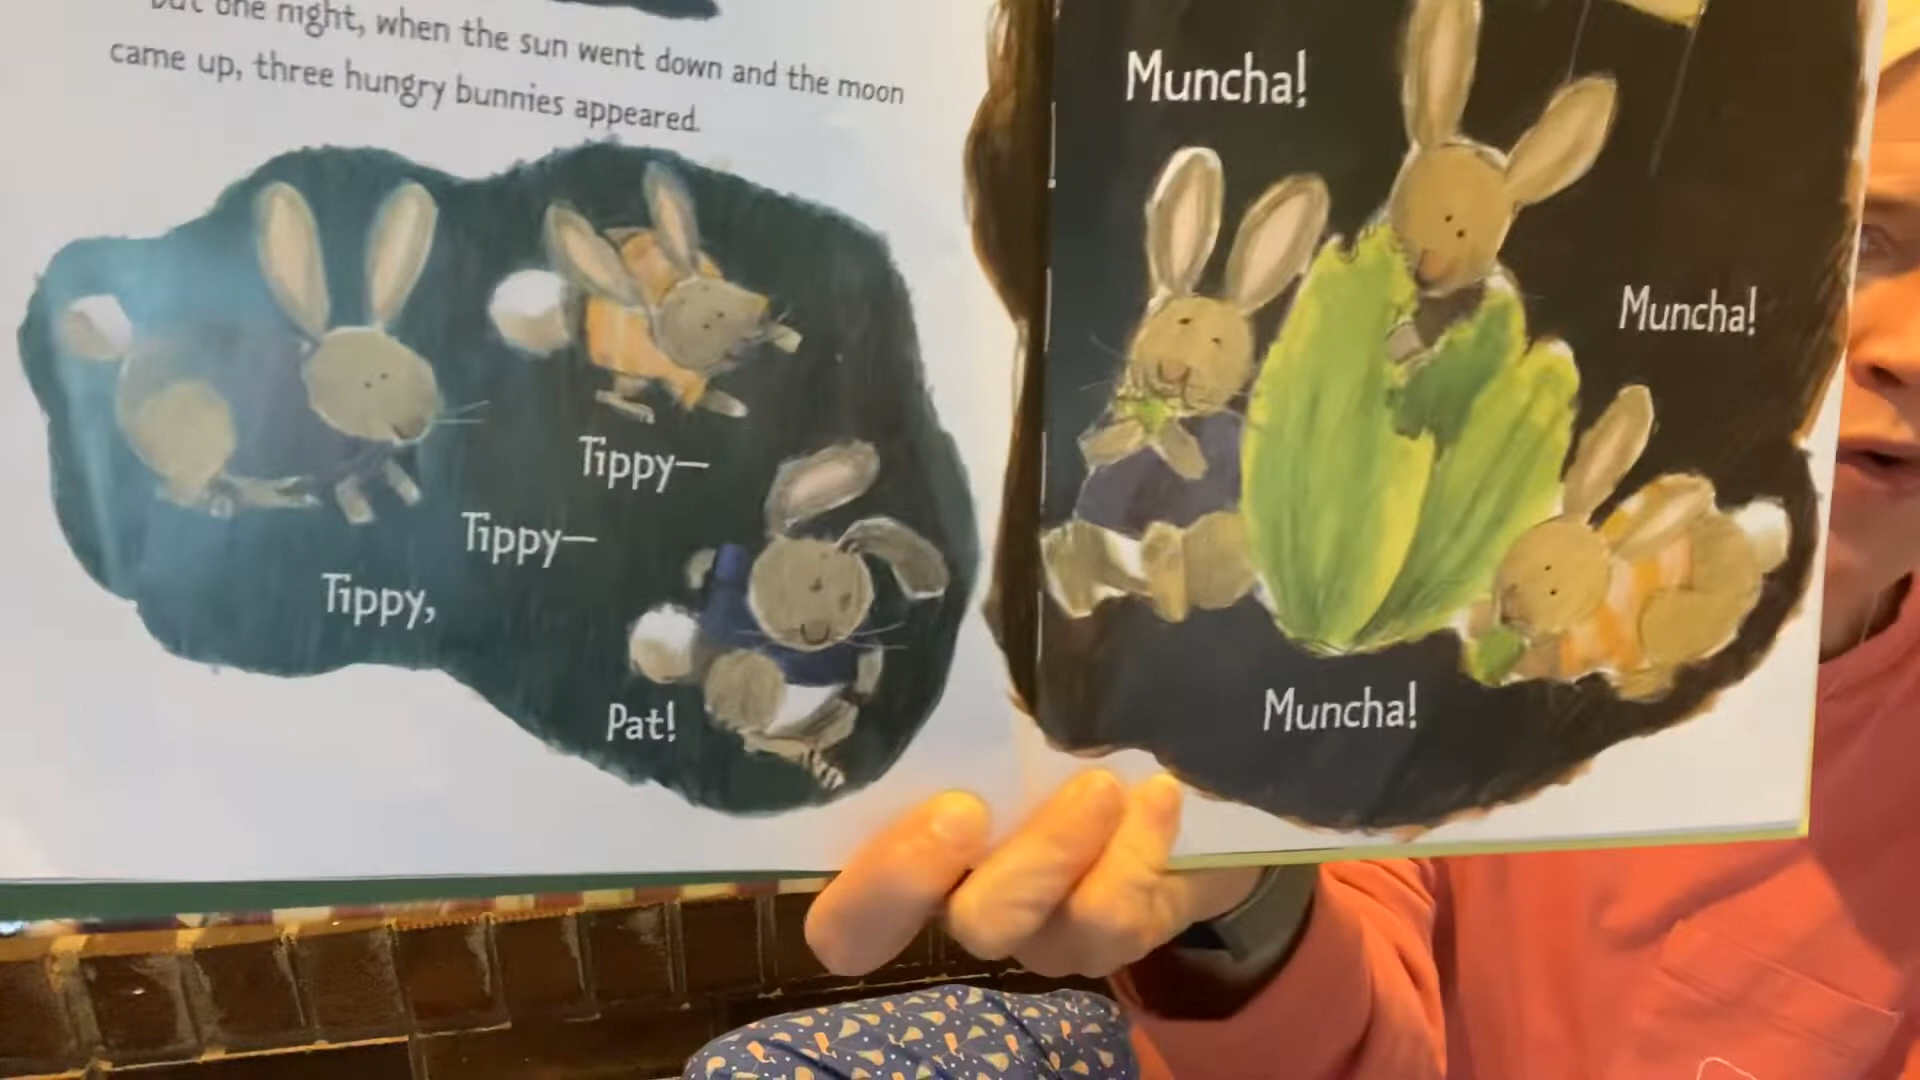 But one night, when the sun went down and the moon
came up, three hungry bunnies appeared.
Tippy—
Tippy—
Tippy,
Pat!
Muncha!
Muncha!
Muncha!